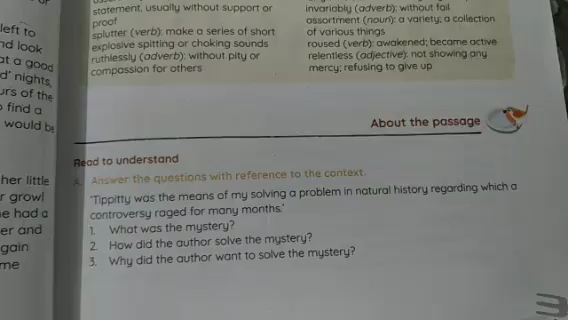 left to
nd look
at a good
d' nights,
urs of the
find a
would be
her little
r growl
e had a
er and
gain
me
statement, usually without support or
proof
splutter (verb): make a series of short
explosive spitting or choking sounds
ruthlessly (adverb): without pity or
compassion for others
invariably (adverb): without fail
assortment (noun): a variety; a collection
of various things
roused (verb): awakened; became active
relentless (adjective): not showing any
mercy; refusing to give up
About the passage
Read to understand
A. Answer the questions with reference to the context.
'Tippitty was the means of my solving a problem in natural history regarding which a
controversy raged for many months.'
1. What was the mystery?
2. How did the author solve the mystery?
3. Why did the author want to solve the mystery?